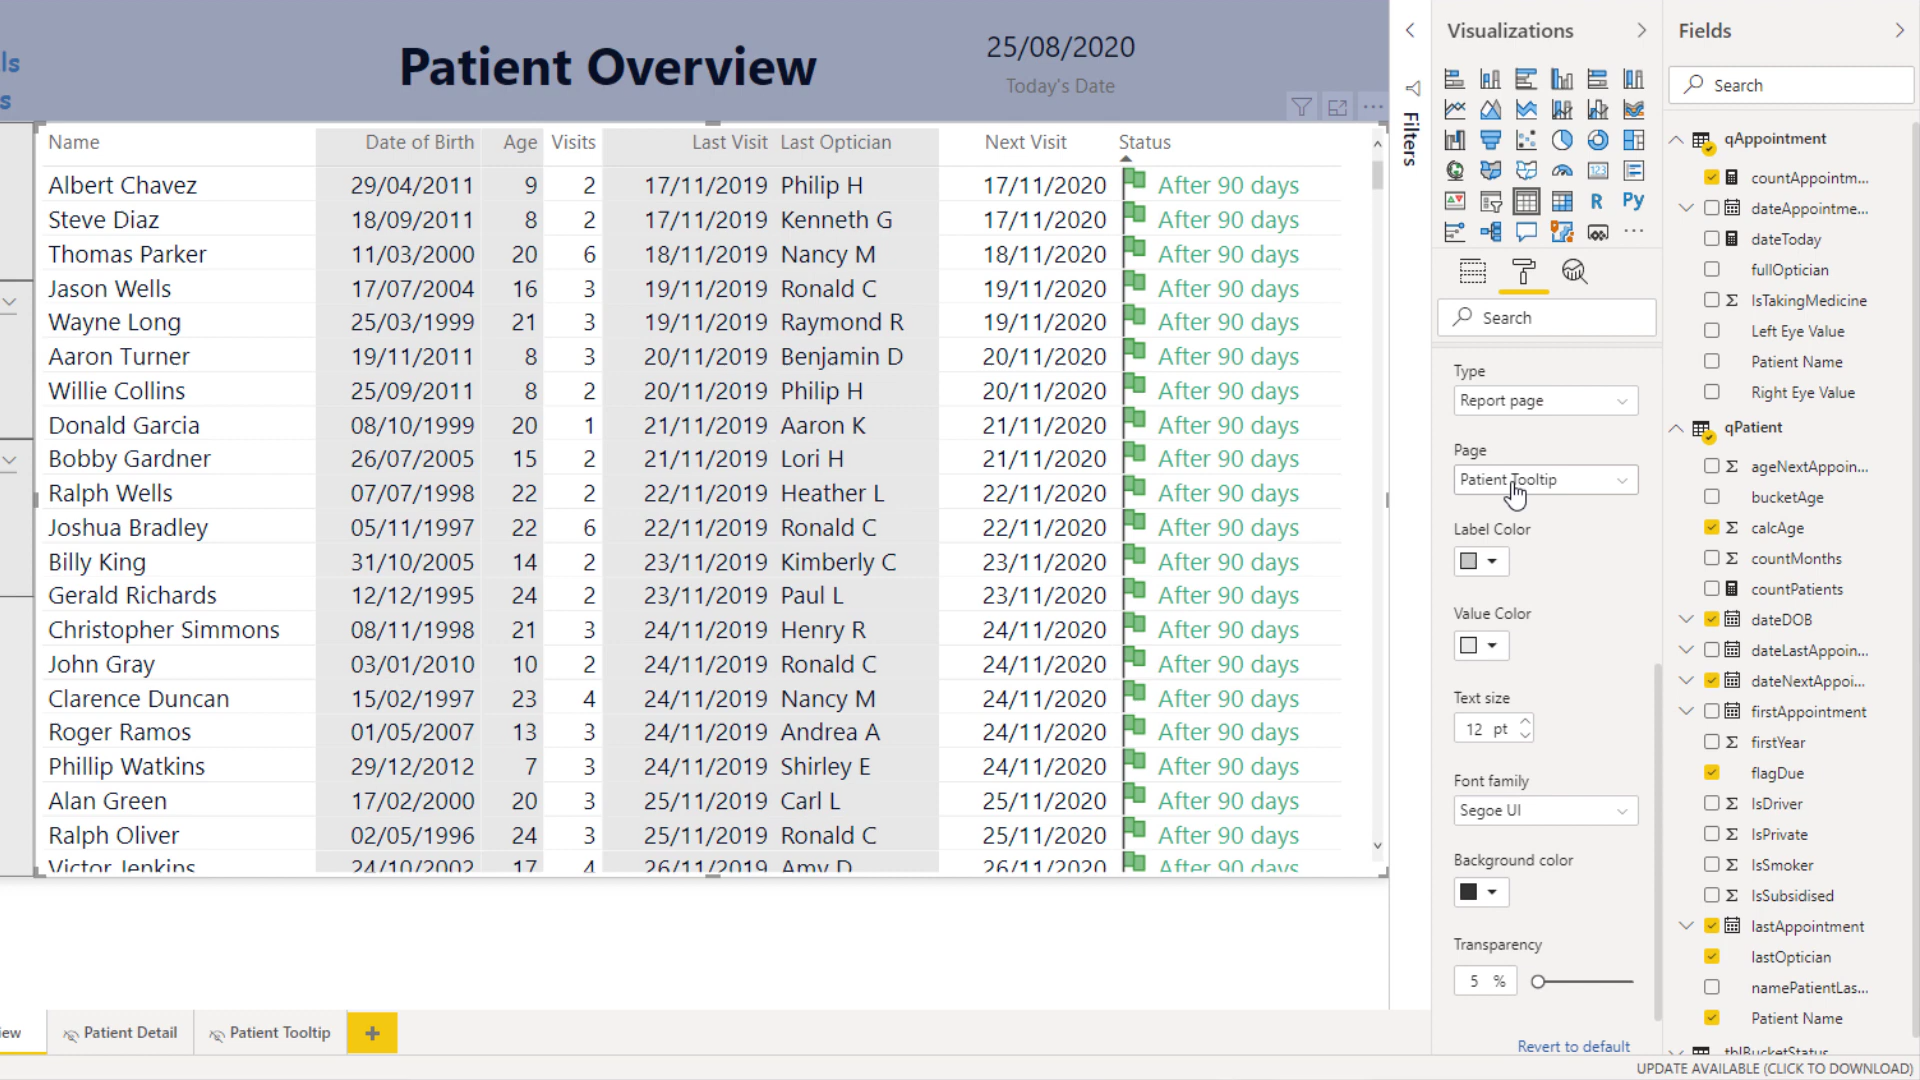 ls
s
Patient Overview
25/08/2020
Today's Date
Name Date of Birth Age Visits Last Visit Last Optician Next Visit Status
Albert Chavez 29/04/2011 9 2 17/11/2019 Philip H 17/11/2020 After 90 days
Steve Diaz 18/09/2011 8 2 17/11/2019 Kenneth G 17/11/2020 After 90 days
Thomas Parker 11/03/2000 20 6 18/11/2019 Nancy M 18/11/2020 After 90 days
Jason Wells 17/07/2004 16 3 19/11/2019 Ronald C 19/11/2020 After 90 days
Wayne Long 25/03/1999 21 3 19/11/2019 Raymond R 19/11/2020 After 90 days
Aaron Turner 19/11/2011 8 3 20/11/2019 Benjamin D 20/11/2020 After 90 days
Willie Collins 25/09/2011 8 2 20/11/2019 Philip H 20/11/2020 After 90 days
Donald Garcia 08/10/1999 20 1 21/11/2019 Aaron K 21/11/2020 After 90 days
Bobby Gardner 26/07/2005 15 2 21/11/2019 Lori H 21/11/2020 After 90 days
Ralph Wells 07/07/1998 22 2 22/11/2019 Heather L 22/11/2020 After 90 days
Joshua Bradley 05/11/1997 22 6 22/11/2019 Ronald C 22/11/2020 After 90 days
Billy King 31/10/2005 14 2 23/11/2019 Kimberly C 23/11/2020 After 90 days
Gerald Richards 12/12/1995 24 2 23/11/2019 Paul L 23/11/2020 After 90 days
Christopher Simmons 08/11/1998 21 3 24/11/2019 Henry R 24/11/2020 After 90 days
John Gray 03/01/2010 10 2 24/11/2019 Ronald C 24/11/2020 After 90 days
Clarence Duncan 15/02/1997 23 4 24/11/2019 Nancy M 24/11/2020 After 90 days
Roger Ramos 01/05/2007 13 3 24/11/2019 Andrea A 24/11/2020 After 90 days
Phillip Watkins 29/12/2012 7 3 24/11/2019 Shirley E 24/11/2020 After 90 days
Alan Green 17/02/2000 20 3 25/11/2019 Carl L 25/11/2020 After 90 days
Ralph Oliver 02/05/1996 24 3 25/11/2019 Ronald C 25/11/2020 After 90 days
Victor Jenkins 24/10/2002 17 4 26/11/2019 Amy D 26/11/2020 After 90 days
iew
Patient Detail
Patient Tooltip
+
Filters
Visualizations
123
R
Py
Search
Type
Report page
Page
Patient Tooltip
Label Color
Value Color
Text size
12 pt
Font family
Segoe UI
Background color
Transparency
5 %
Revert to default
Fields
Search
qAppointment
countAppointm...
dateAppointme...
dateToday
fullOptician
IsTakingMedicine
Left Eye Value
Patient Name
Right Eye Value
qPatient
ageNextAppoin...
bucketAge
calcAge
countMonths
countPatients
dateDOB
dateLastAppoin...
dateNextAppoi...
firstAppointment
firstYear
flagDue
IsDriver
IsPrivate
IsSmoker
IsSubsidised
lastAppointment
lastOptician
namePatientLas...
Patient Name
tblBucketStatus
UPDATE AVAILABLE (CLICK TO DOWNLOAD)